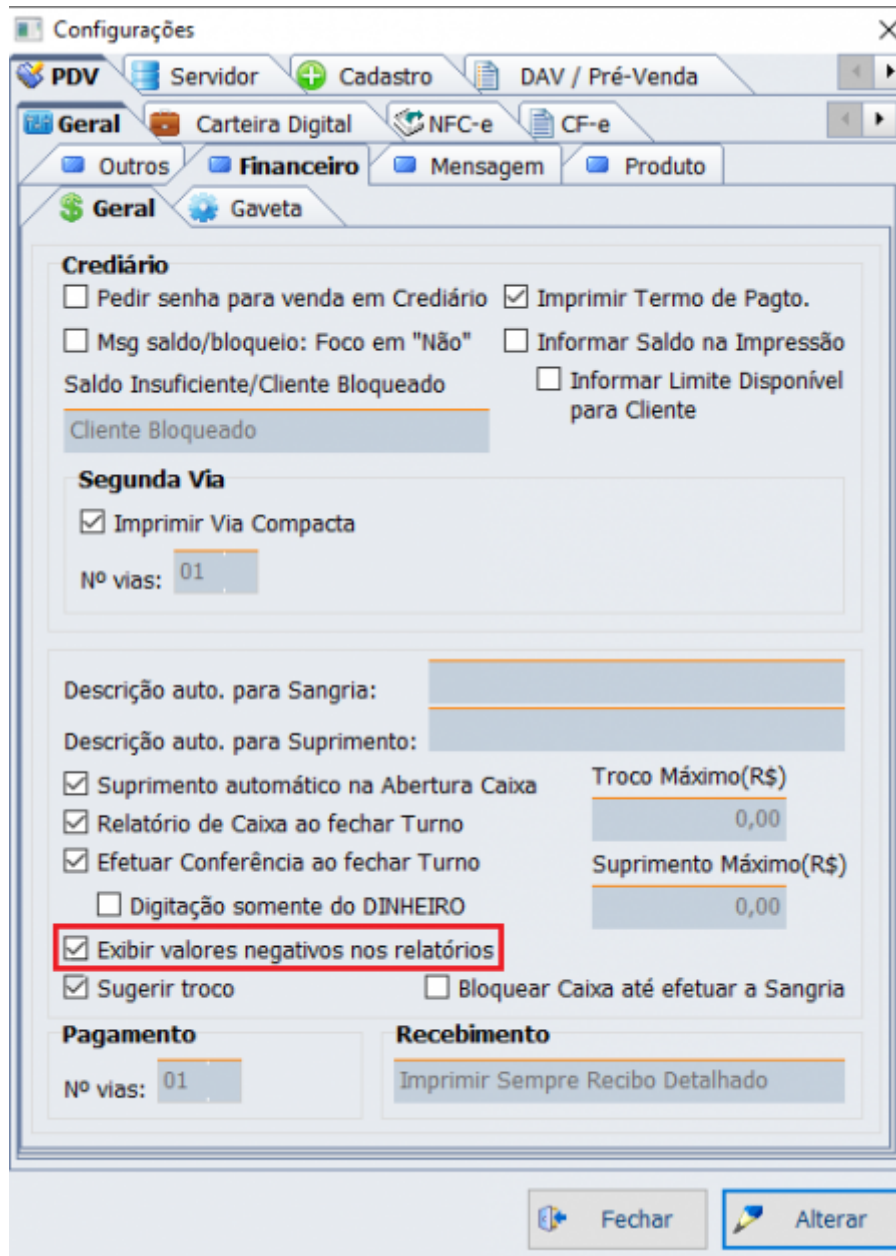 Configurações
PDV Servidor Cadastro DAV / Pré-Venda
Geral Carteira Digital NFC-e CF-e
Outros Financeiro Mensagem Produto
Geral Gaveta
Crediário
Pedir senha para venda em Crediário Imprimir Termo de Pagto.
Msg saldo/bloqueio: Foco em "Não" Informar Saldo na Impressão
Saldo Insuficiente/Cliente Bloqueado Informar Limite Disponível
para Cliente
Cliente Bloqueado
Segunda Via
Imprimir Via Compacta
Nº vias: 01
Descrição auto. para Sangria:
Descrição auto. para Suprimento:
Suprimento automático na Abertura Caixa Troco Máximo(R$)
Relatório de Caixa ao fechar Turno 0,00
Efetuar Conferência ao fechar Turno Suprimento Máximo(R$)
Digitação somente do DINHEIRO 0,00
Exibir valores negativos nos relatórios
Sugerir troco Bloquear Caixa até efetuar a Sangria
Pagamento Recebimento
Nº vias: 01 Imprimir Sempre Recibo Detalhado
Fechar Alterar